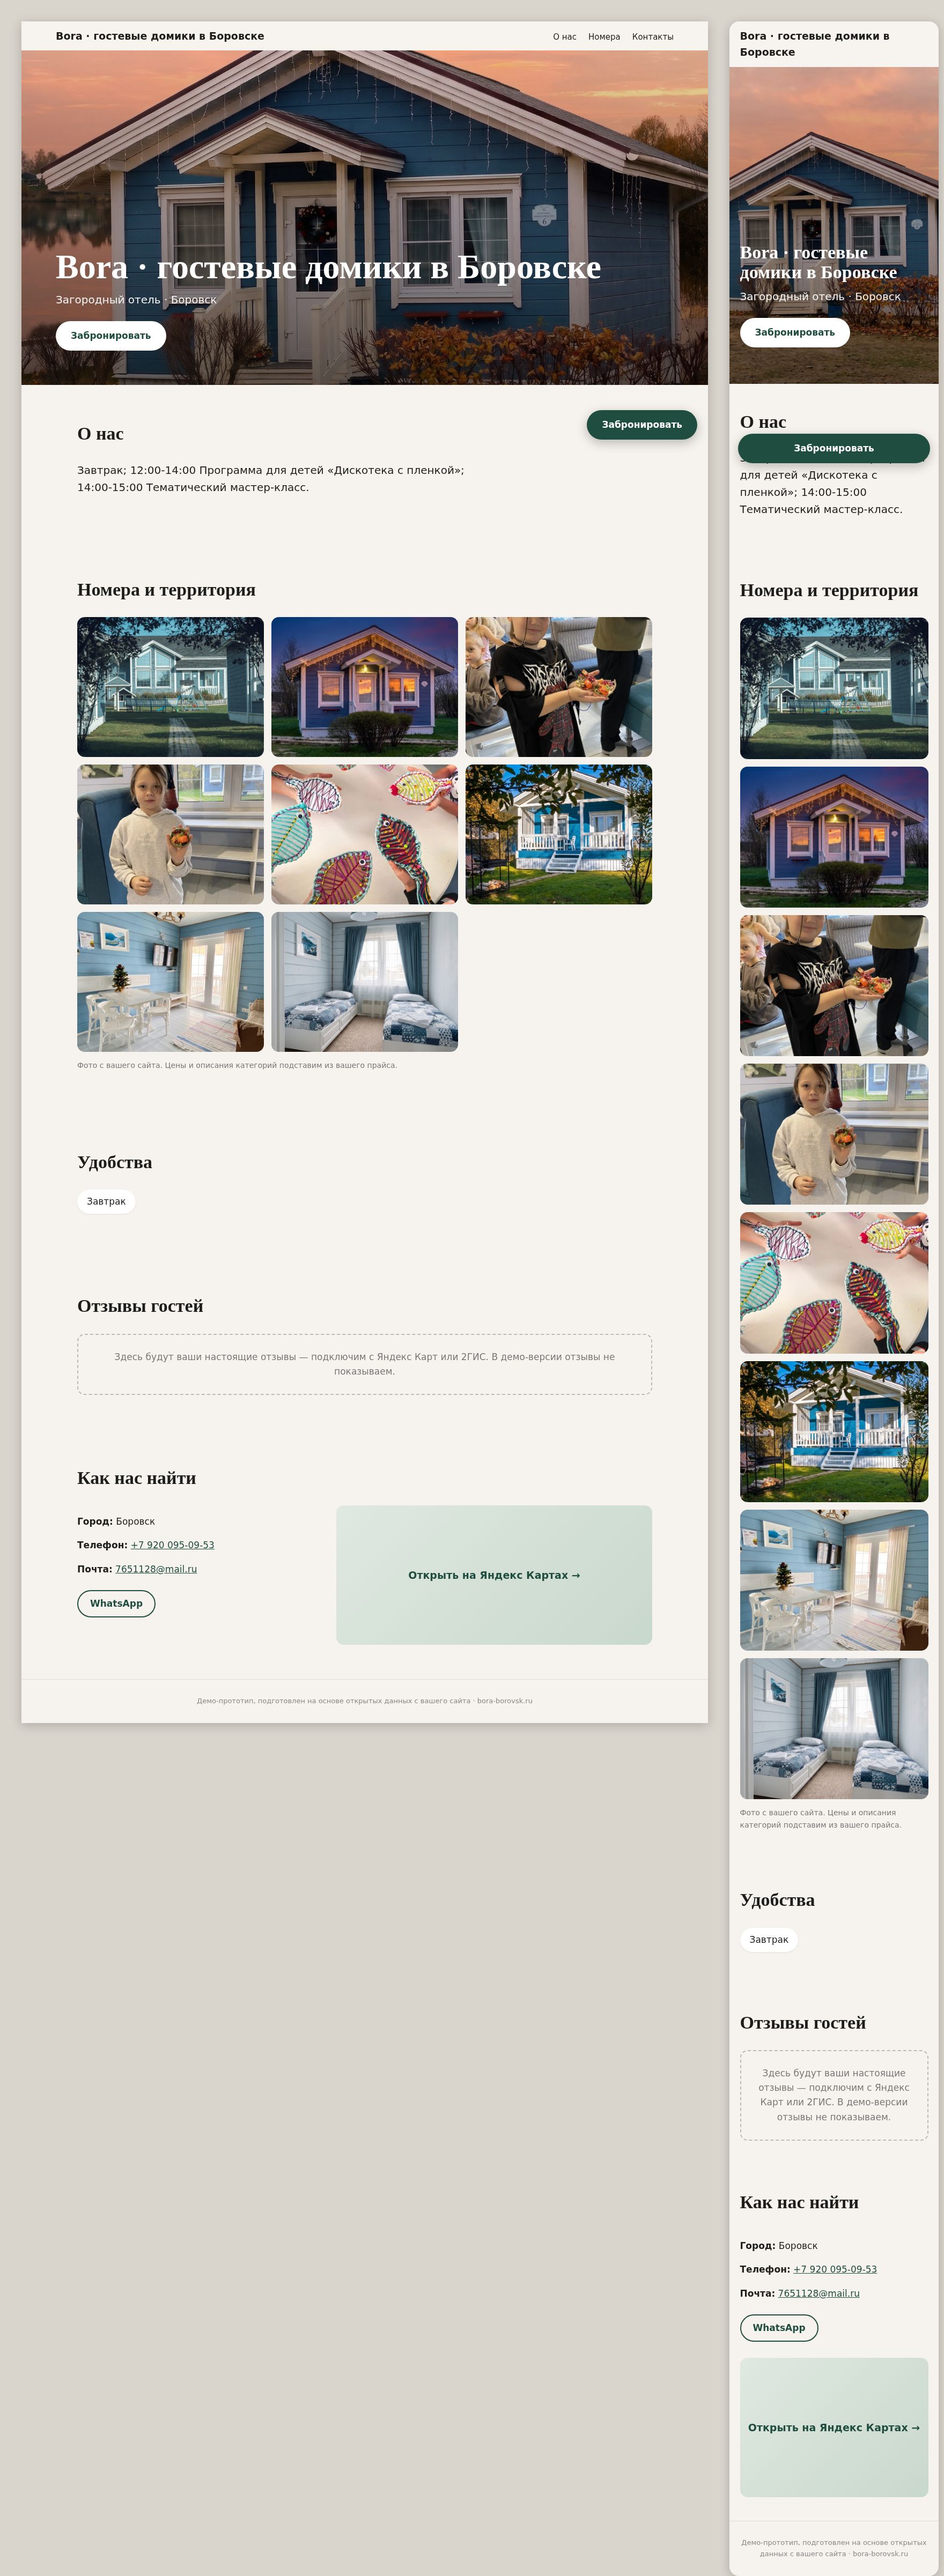 Bora · гостевые домики в Боровске
О нас Номера Контакты
6
Bora · гостевые домики в Боровске
Загородный отель · Боровск
Забронировать
О нас
Забронировать
Завтрак; 12:00-14:00 Программа для детей «Дискотека с пленкой»;
14:00-15:00 Тематический мастер-класс.
Номера и территория
Фото с вашего сайта. Цены и описания категорий подставим из вашего прайса.
Удобства
Завтрак
Отзывы гостей
Здесь будут ваши настоящие отзывы — подключим с Яндекс Карт или 2ГИС. В демо-версии отзывы не
показываем.
Как нас найти
Город: Боровск
Телефон: +7 920 095-09-53
Почта: 7651128@mail.ru
WhatsApp
Открыть на Яндекс Картах →
Демо-прототип, подготовлен на основе открытых данных с вашего сайта · bora-borovsk.ru
Bora · гостевые домики в
Боровске
Bora · гостевые
домики в Боровске
Загородный отель · Боровск
Забронировать
О нас
Забронировать
для детей «Дискотека с
пленкой»; 14:00-15:00
Тематический мастер-класс.
Номера и территория
Фото с вашего сайта. Цены и описания
категорий подставим из вашего прайса.
Удобства
Завтрак
Отзывы гостей
Здесь будут ваши настоящие
отзывы — подключим с Яндекс
Карт или 2ГИС. В демо-версии
отзывы не показываем.
Как нас найти
Город: Боровск
Телефон: +7 920 095-09-53
Почта: 7651128@mail.ru
WhatsApp
Открыть на Яндекс Картах →
Демо-прототип, подготовлен на основе открытых
данных с вашего сайта · bora-borovsk.ru